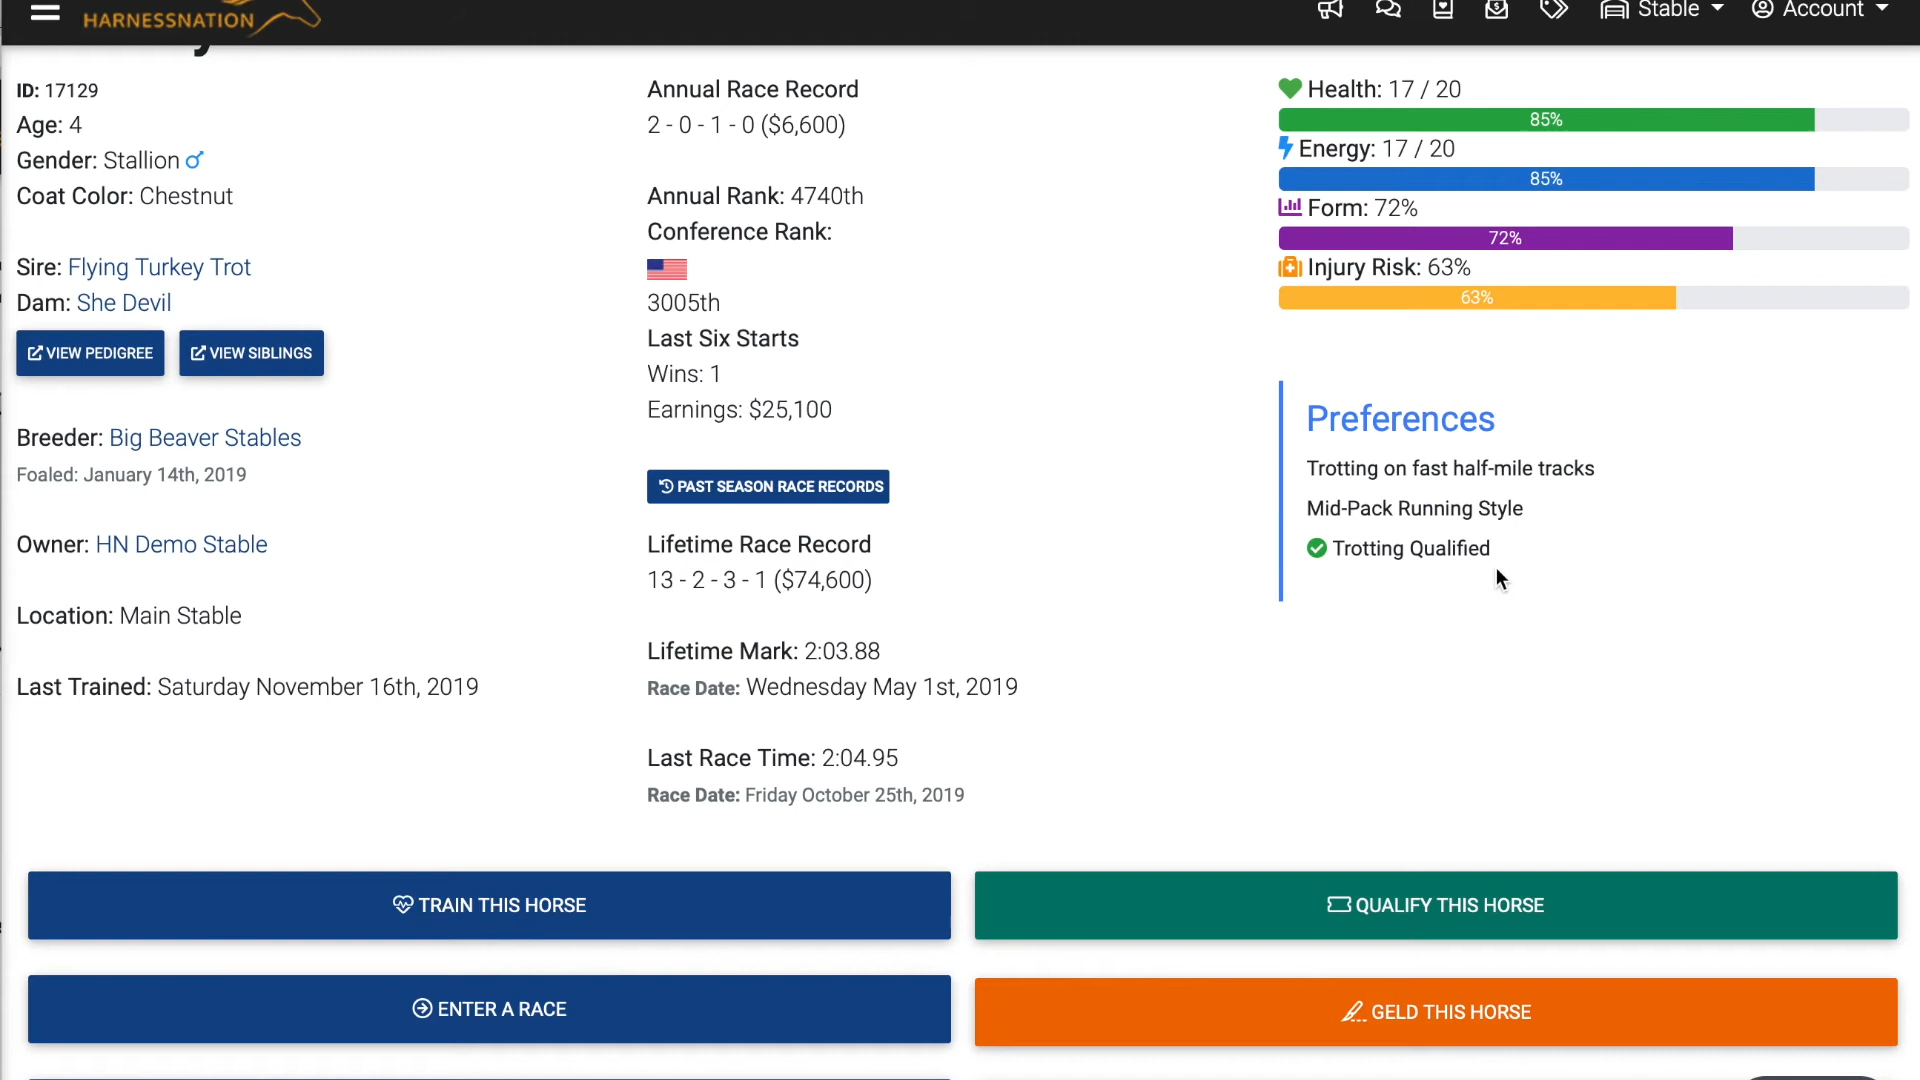 HARNESSNATION
Stable
Account
ID: 17129
Age: 4
Gender: Stallion
Coat Color: Chestnut
Sire: Flying Turkey Trot
Dam: She Devil
VIEW PEDIGREE
VIEW SIBLINGS
Breeder: Big Beaver Stables
Foaled: January 14th, 2019
Owner: HN Demo Stable
Location: Main Stable
Last Trained: Saturday November 16th, 2019
Annual Race Record
2 - 0 - 1 - 0 ($6,600)
Annual Rank: 4740th
Conference Rank:
3005th
Last Six Starts
Wins: 1
Earnings: $25,100
PAST SEASON RACE RECORDS
Lifetime Race Record
13 - 2 - 3 - 1 ($74,600)
Lifetime Mark: 2:03.88
Race Date: Wednesday May 1st, 2019
Last Race Time: 2:04.95
Race Date: Friday October 25th, 2019
Health: 17 / 20
85%
Energy: 17 / 20
85%
Form: 72%
72%
Injury Risk: 63%
63%
Preferences
Trotting on fast half-mile tracks
Mid-Pack Running Style
Trotting Qualified
TRAIN THIS HORSE
QUALIFY THIS HORSE
ENTER A RACE
GELD THIS HORSE